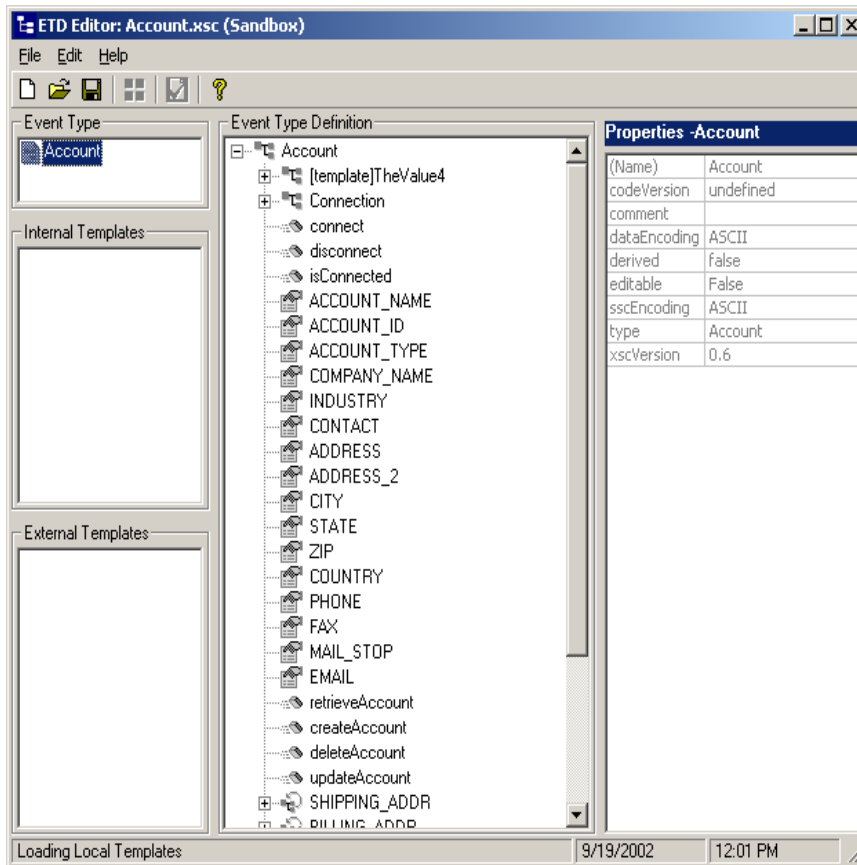 ETD Editor: Account.xsc (Sandbox)
File Edit Help
Event Type
Account
Internal Templates
External Templates
Event Type Definition
Account
[template]TheValue4
Connection
connect
disconnect
isConnected
ACCOUNT_NAME
ACCOUNT_ID
ACCOUNT_TYPE
COMPANY_NAME
INDUSTRY
CONTACT
ADDRESS
ADDRESS_2
CITY
STATE
ZIP
COUNTRY
PHONE
FAX
MAIL_STOP
EMAIL
retrieveAccount
createAccount
deleteAccount
updateAccount
SHIPPING_ADDR
BILLING_ADDR
Properties -Account
(Name) Account
codeVersion undefined
comment
dataEncoding ASCII
derived false
editable False
sscEncoding ASCII
type Account
xscVersion 0.6
Loading Local Templates 9/19/2002 12:01 PM